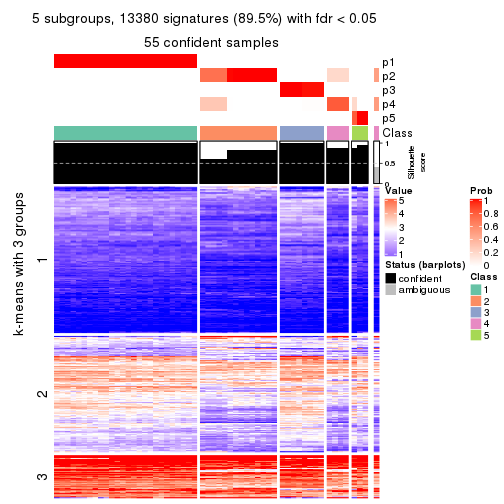 5 subgroups, 13380 signatures (89.5%) with fdr < 0.05
55 confident samples
p1
p2
p3
p4
p5
Class
1
0.5
0
Silhouette
score
k-means with 3 groups
1
2
3
Value
5
4
3
2
1
Status (barplots)
confident
ambiguous
Prob
1
0.8
0.6
0.4
0.2
0
Class
1
2
3
4
5